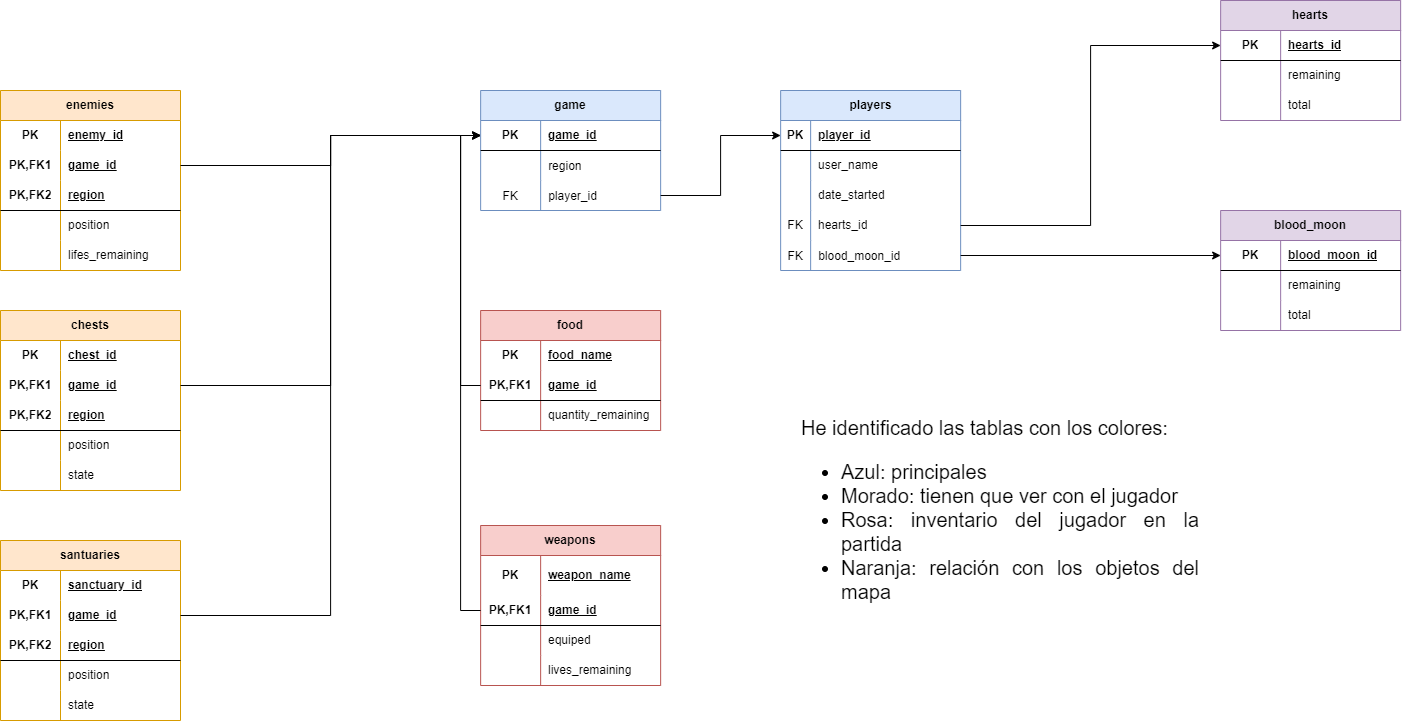 hearts
PK hearts_id
remaining
total
enemies
PK enemy_id
PK,FK1 game_id
PK,FK2 region
position
lifes_remaining
game
PK game_id
region
FK player_id
players
PK player_id
user_name
date_started
FK hearts_id
FK blood_moon_id
blood_moon
PK blood_moon_id
remaining
total
chests
PK chest_id
PK,FK1 game_id
PK,FK2 region
position
state
food
PK food_name
PK,FK1 game_id
quantity_remaining
santuaries
PK sanctuary_id
PK,FK1 game_id
PK,FK2 region
position
state
weapons
PK weapon_name
PK,FK1 game_id
equiped
lives_remaining
He identificado las tablas con los colores:
• Azul: principales
• Morado: tienen que ver con el jugador
• Rosa: inventario del jugador en la
partida
• Naranja: relación con los objetos del
mapa